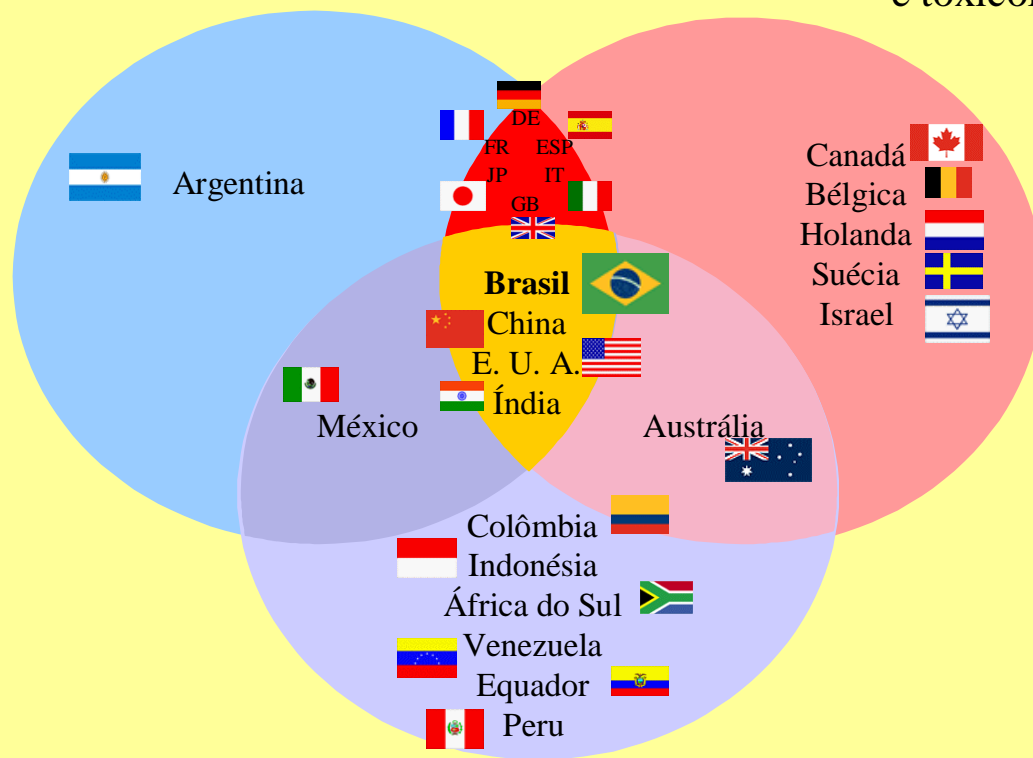 DE
FR ESP
JP IT
GB
Argentina
Canadá
Bélgica
Holanda
Suécia
Israel
Brasil
China
E. U. A.
Índia
México
Austrália
Colômbia
Indonésia
África do Sul
Venezuela
Equador
Peru